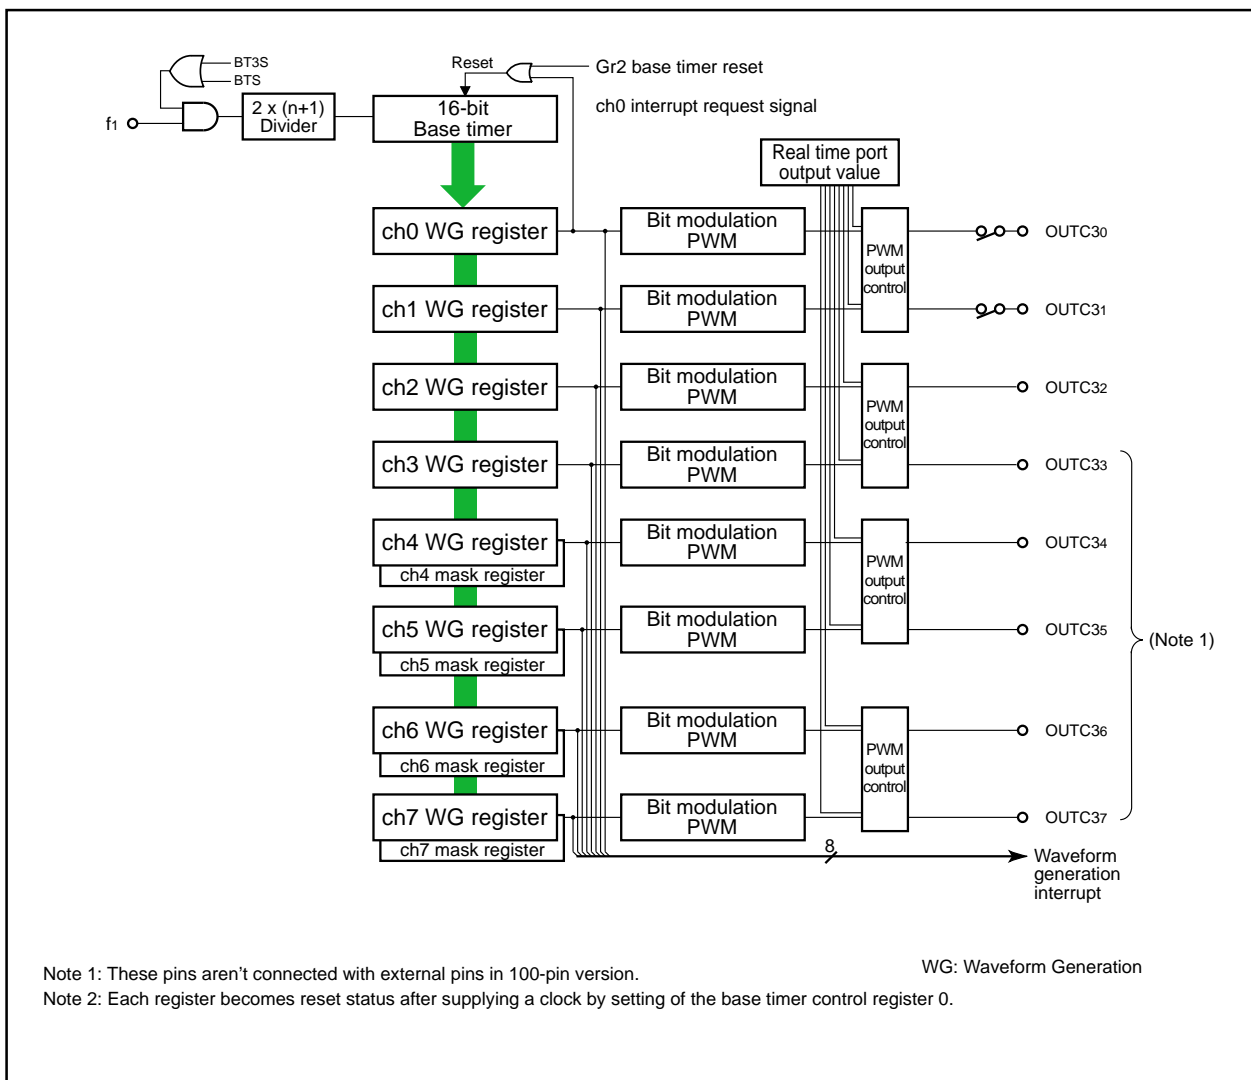 BT3S
BTS
f1
2 x (n+1)
Divider
Reset
16-bit
Base timer
Gr2 base timer reset
ch0 interrupt request signal
Real time port
output value
ch0 WG register
Bit modulation
PWM
PWM
output
control
OUTC30
ch1 WG register
Bit modulation
PWM
OUTC31
ch2 WG register
Bit modulation
PWM
PWM
output
control
OUTC32
ch3 WG register
Bit modulation
PWM
OUTC33
ch4 WG register
ch4 mask register
Bit modulation
PWM
PWM
output
control
OUTC34
ch5 WG register
ch5 mask register
Bit modulation
PWM
OUTC35
(Note 1)
ch6 WG register
ch6 mask register
Bit modulation
PWM
PWM
output
control
OUTC36
ch7 WG register
ch7 mask register
Bit modulation
PWM
OUTC37
8
Waveform
generation
interrupt
Note 1: These pins aren’t connected with external pins in 100-pin version.
WG: Waveform Generation
Note 2: Each register becomes reset status after supplying a clock by setting of the base timer control register 0.